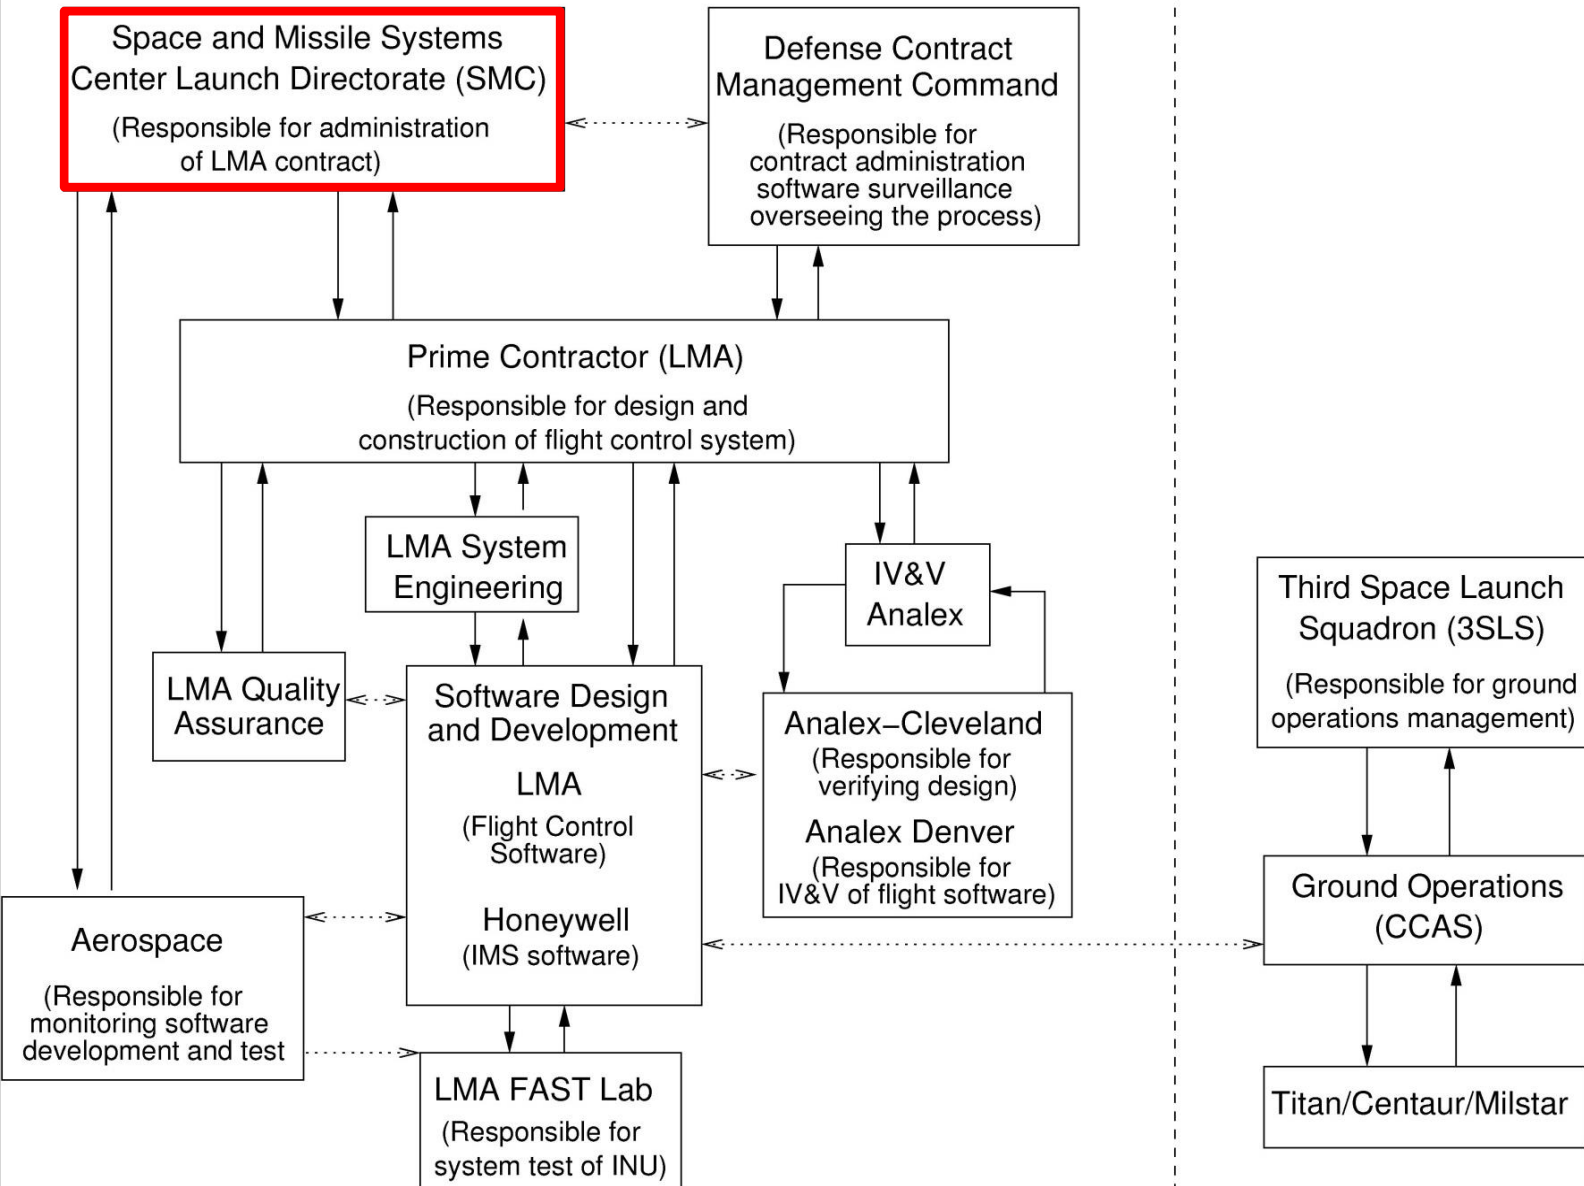 Space and Missile Systems
Center Launch Directorate (SMC)
(Responsible for administration
of LMA contract)
Defense Contract
Management Command
(Responsible for
contract administration
software surveillance
overseeing the process)
Prime Contractor (LMA)
(Responsible for design and
construction of flight control system)
LMA System
Engineering
IV&V
Analex
Third Space Launch
Squadron (3SLS)
(Responsible for ground
operations management)
LMA Quality
Assurance
Software Design
and Development
LMA
(Flight Control
Software)
Honeywell
(IMS software)
Analex–Cleveland
(Responsible for
verifying design)
Analex Denver
(Responsible for
IV&V of flight software)
Ground Operations
(CCAS)
Aerospace
(Responsible for
monitoring software
development and test
LMA FAST Lab
(Responsible for
system test of INU)
Titan/Centaur/Milstar